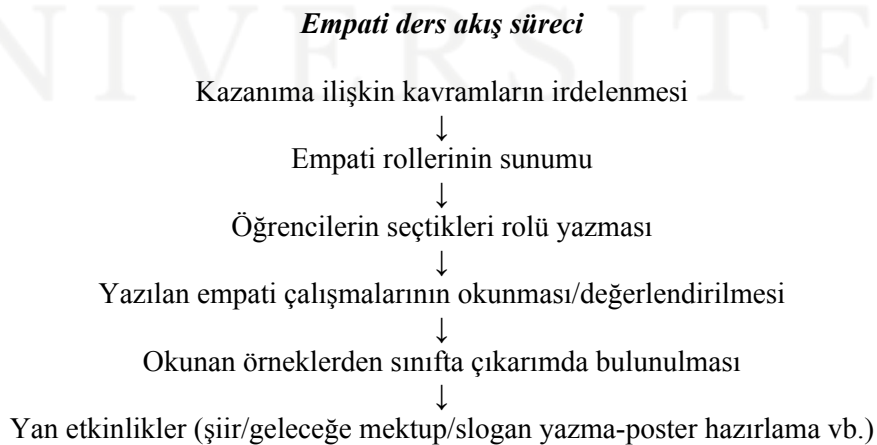 NIVERSITE
Empati ders akış süreci
Kazanıma ilişkin kavramların irdelenmesi
↓
Empati rollerinin sunumu
↓
Öğrencilerin seçtikleri rolü yazması
↓
Yazılan empati çalışmalarının okunması/değerlendirilmesi
↓
Okunan örneklerden sınıfta çıkarımda bulunulması
↓
Yan etkinlikler (şiir/geleceğe mektup/slogan yazma-poster hazırlama vb.)